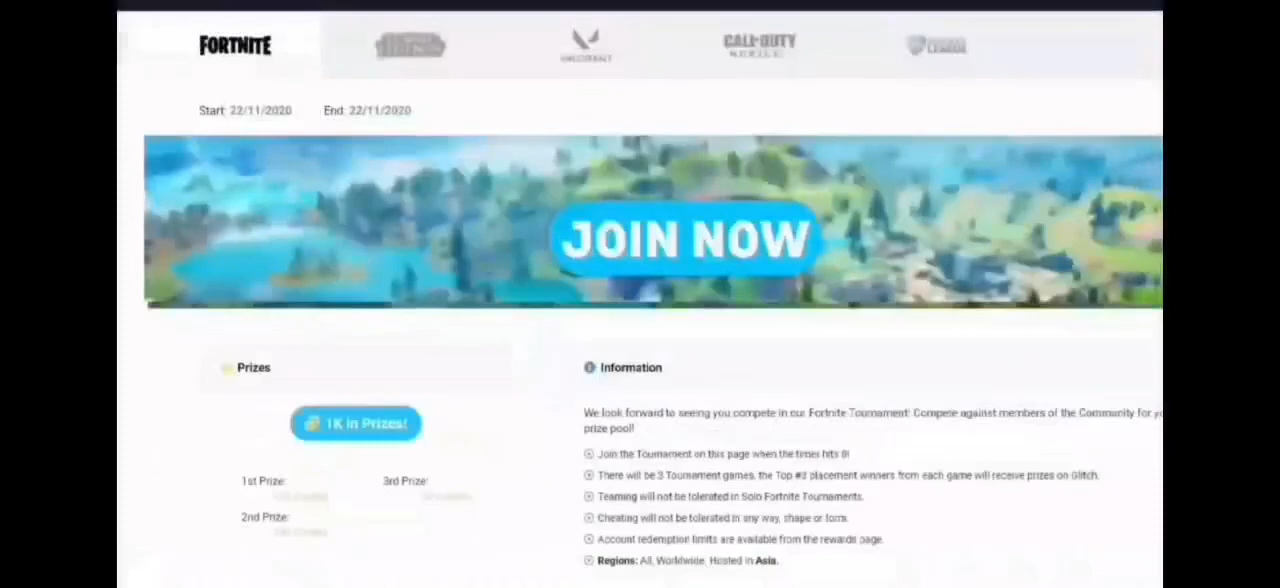 FORTNITE
VALORANT
CALL OF DUTY
MOBILE
LEAGUE
Start: 22/11/2020 End: 22/11/2020
JOIN NOW
Prizes
Information
1K in Prizes!
We look forward to seeing you compete in our Fortnite Tournament! Compete against members of the Community for
prize pool!
Join the Tournament on this page when the timer hits 0!
There will be 3 Tournament games, the Top #3 placement winners from each game will receive prizes on Glitch.
1st Prize:
3rd Prize:
Teaming will not be tolerated in Solo Fortnite Tournaments.
2nd Prize:
Cheating will not be tolerated in any way, shape or form.
Account redemption limits are available from the rewards page.
Regions: All, Worldwide, Hosted in Asia.